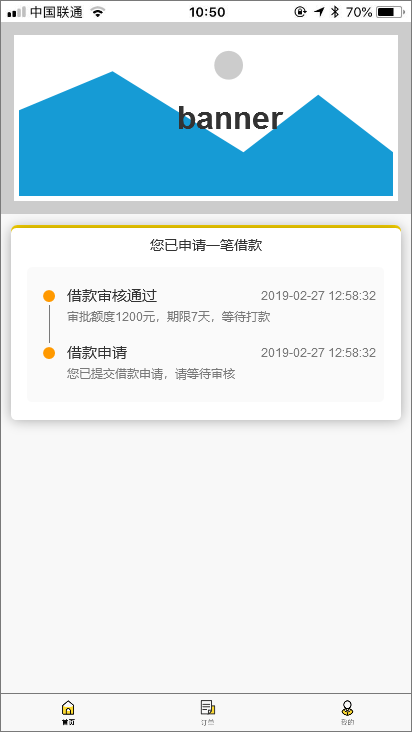 中国联通 10:50 70%
banner
您已申请一笔借款
借款审核通过 2019-02-27 12:58:32
审批额度1200元，期限7天，等待打款
借款申请 2019-02-27 12:58:32
您已提交借款申请，请等待审核
首页 订单 我的